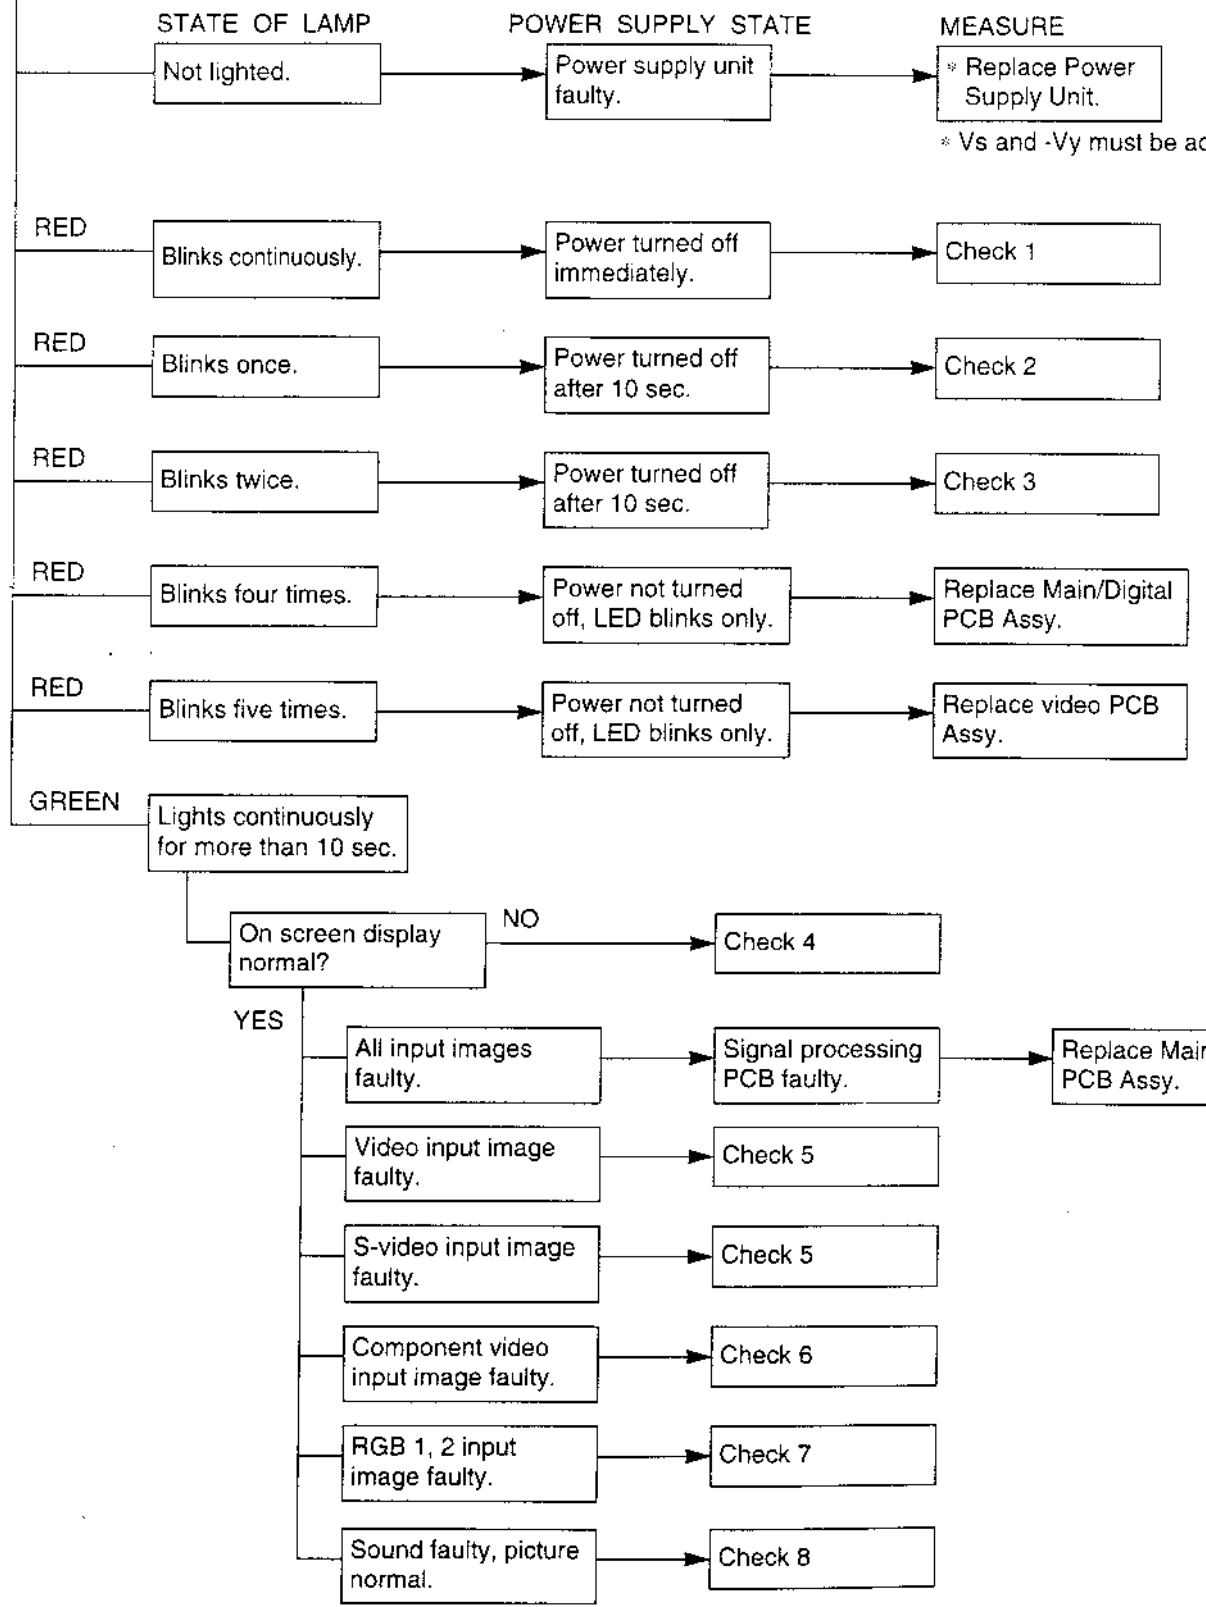 STATE OF LAMP POWER SUPPLY STATE MEASURE
Not lighted.
Power supply unit
faulty.
* Replace Power
Supply Unit.
* Vs and -Vy must be
RED
Blinks continuously.
Power turned off
immediately.
Check 1
RED
Blinks once.
Power turned off
after 10 sec.
Check 2
RED
Blinks twice.
Power turned off
after 10 sec.
Check 3
RED
Blinks four times.
Power not turned
off, LED blinks only.
Replace Main/Digital
PCB Assy.
RED
Blinks five times.
Power not turned
off, LED blinks only.
Replace video PCB
Assy.
GREEN
Lights continuously
for more than 10 sec.
On screen display
normal?
NO
Check 4
YES
All input images
faulty.
Signal processing
PCB faulty.
Replace Main
PCB Assy.
Video input image
faulty.
Check 5
S-video input image
faulty.
Check 5
Component video
input image faulty.
Check 6
RGB 1, 2 input
image faulty.
Check 7
Sound faulty, picture
normal.
Check 8